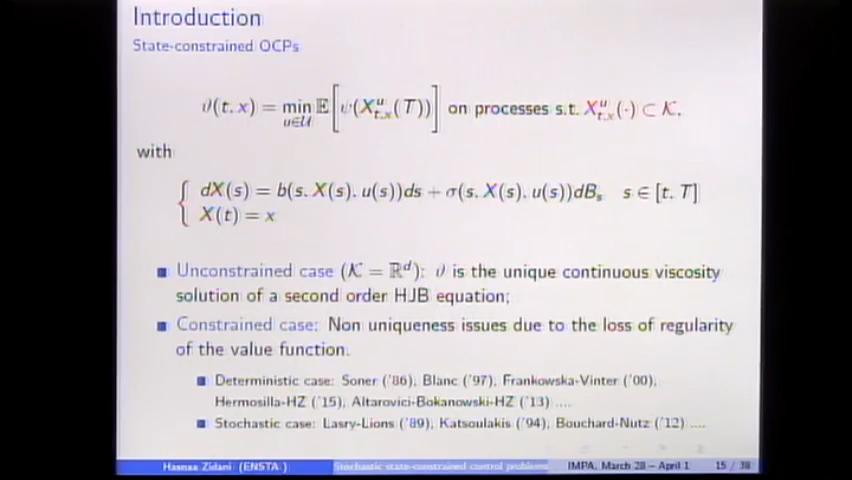 Introduction
State-constrained OCPs
ϑ(t, x) = min_{u∈U} 𝔼[ψ(X^u_{t,x}(T))] on processes s.t. X^u_{t,x}(·) ⊂ K,
with
{ dX(s) = b(s, X(s), u(s))ds + σ(s, X(s), u(s))dB_s s ∈ [t, T]
X(t) = x
Unconstrained case (K = ℝ^d): ϑ is the unique continuous viscosity
solution of a second order HJB equation;
Constrained case: Non uniqueness issues due to the loss of regularity
of the value function.
Deterministic case: Soner ('86), Blanc ('97), Frankowska-Vinter ('00),
Hermosilla-HZ ('15), Altarovici-Bokanowski-HZ ('13) ....
Stochastic case: Lasry-Lions ('89), Katsoulakis ('94), Bouchard-Nutz ('12) ....
Hasnaa Zidani (ENSTA ) Stochastic state-constrained control problems IMPA, March 28 – April 1 15 / 38